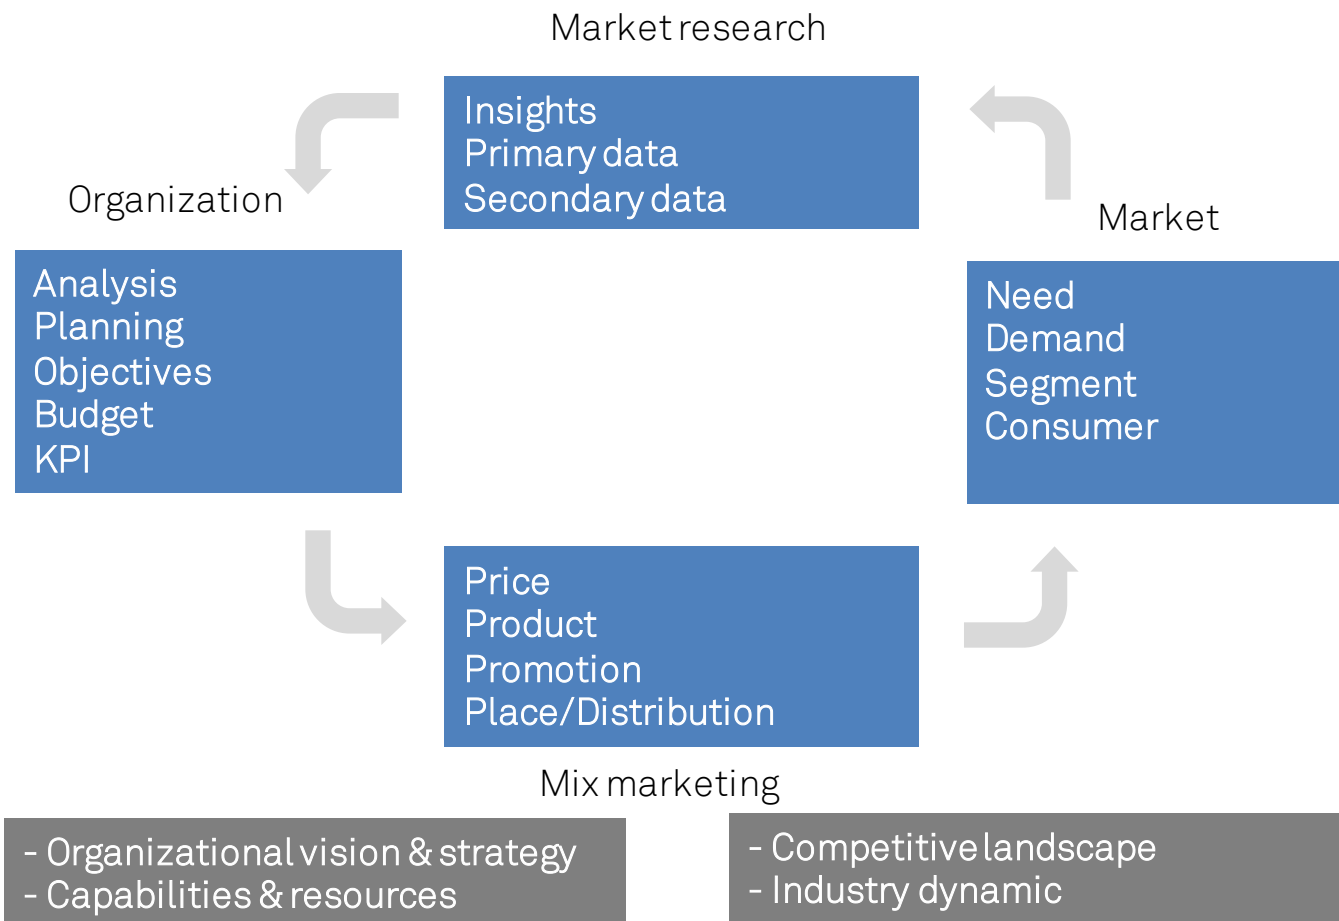 Market research
Insights
Primary data
Secondary data
Organization
Analysis
Planning
Objectives
Budget
KPI
Market
Need
Demand
Segment
Consumer
Price
Product
Promotion
Place/Distribution
Mix marketing
- Organizational vision & strategy
- Capabilities & resources
- Competitive landscape
- Industry dynamic